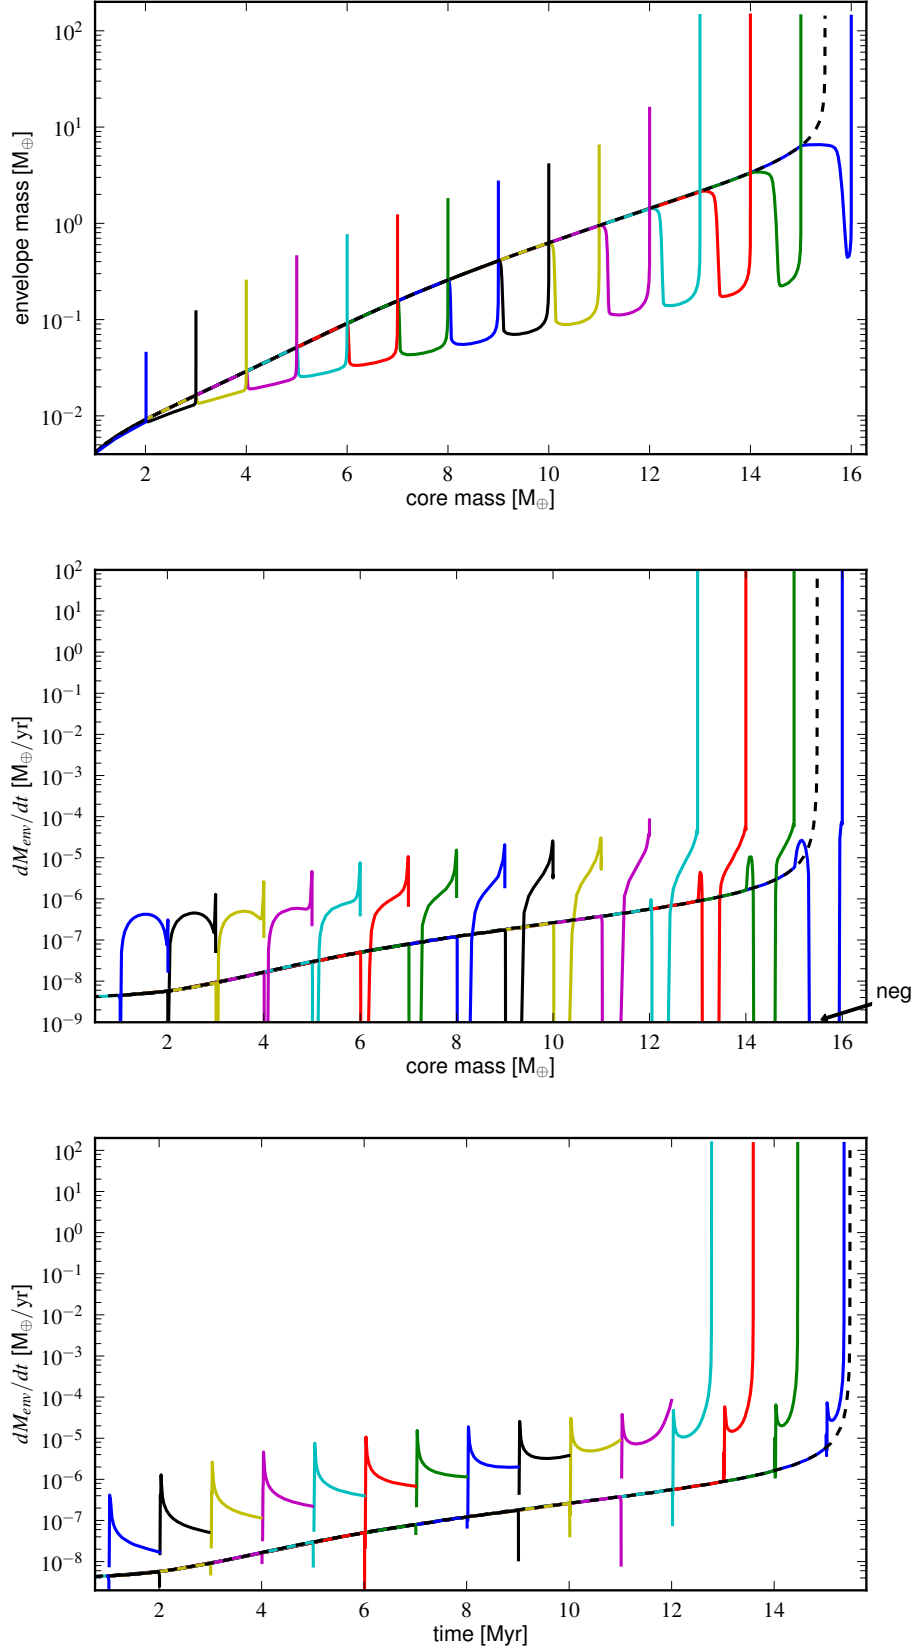 envelope mass [M⊕]
10²
10¹
10⁰
10⁻¹
10⁻²
2 4 6 8 10 12 14 16
core mass [M⊕]
dM_env/dt [M⊕/yr]
10²
10¹
10⁰
10⁻¹
10⁻²
10⁻³
10⁻⁴
10⁻⁵
10⁻⁶
10⁻⁷
10⁻⁸
10⁻⁹
neg
2 4 6 8 10 12 14 16
core mass [M⊕]
dM_env/dt [M⊕/yr]
10²
10¹
10⁰
10⁻¹
10⁻²
10⁻³
10⁻⁴
10⁻⁵
10⁻⁶
10⁻⁷
10⁻⁸
2 4 6 8 10 12 14
time [Myr]